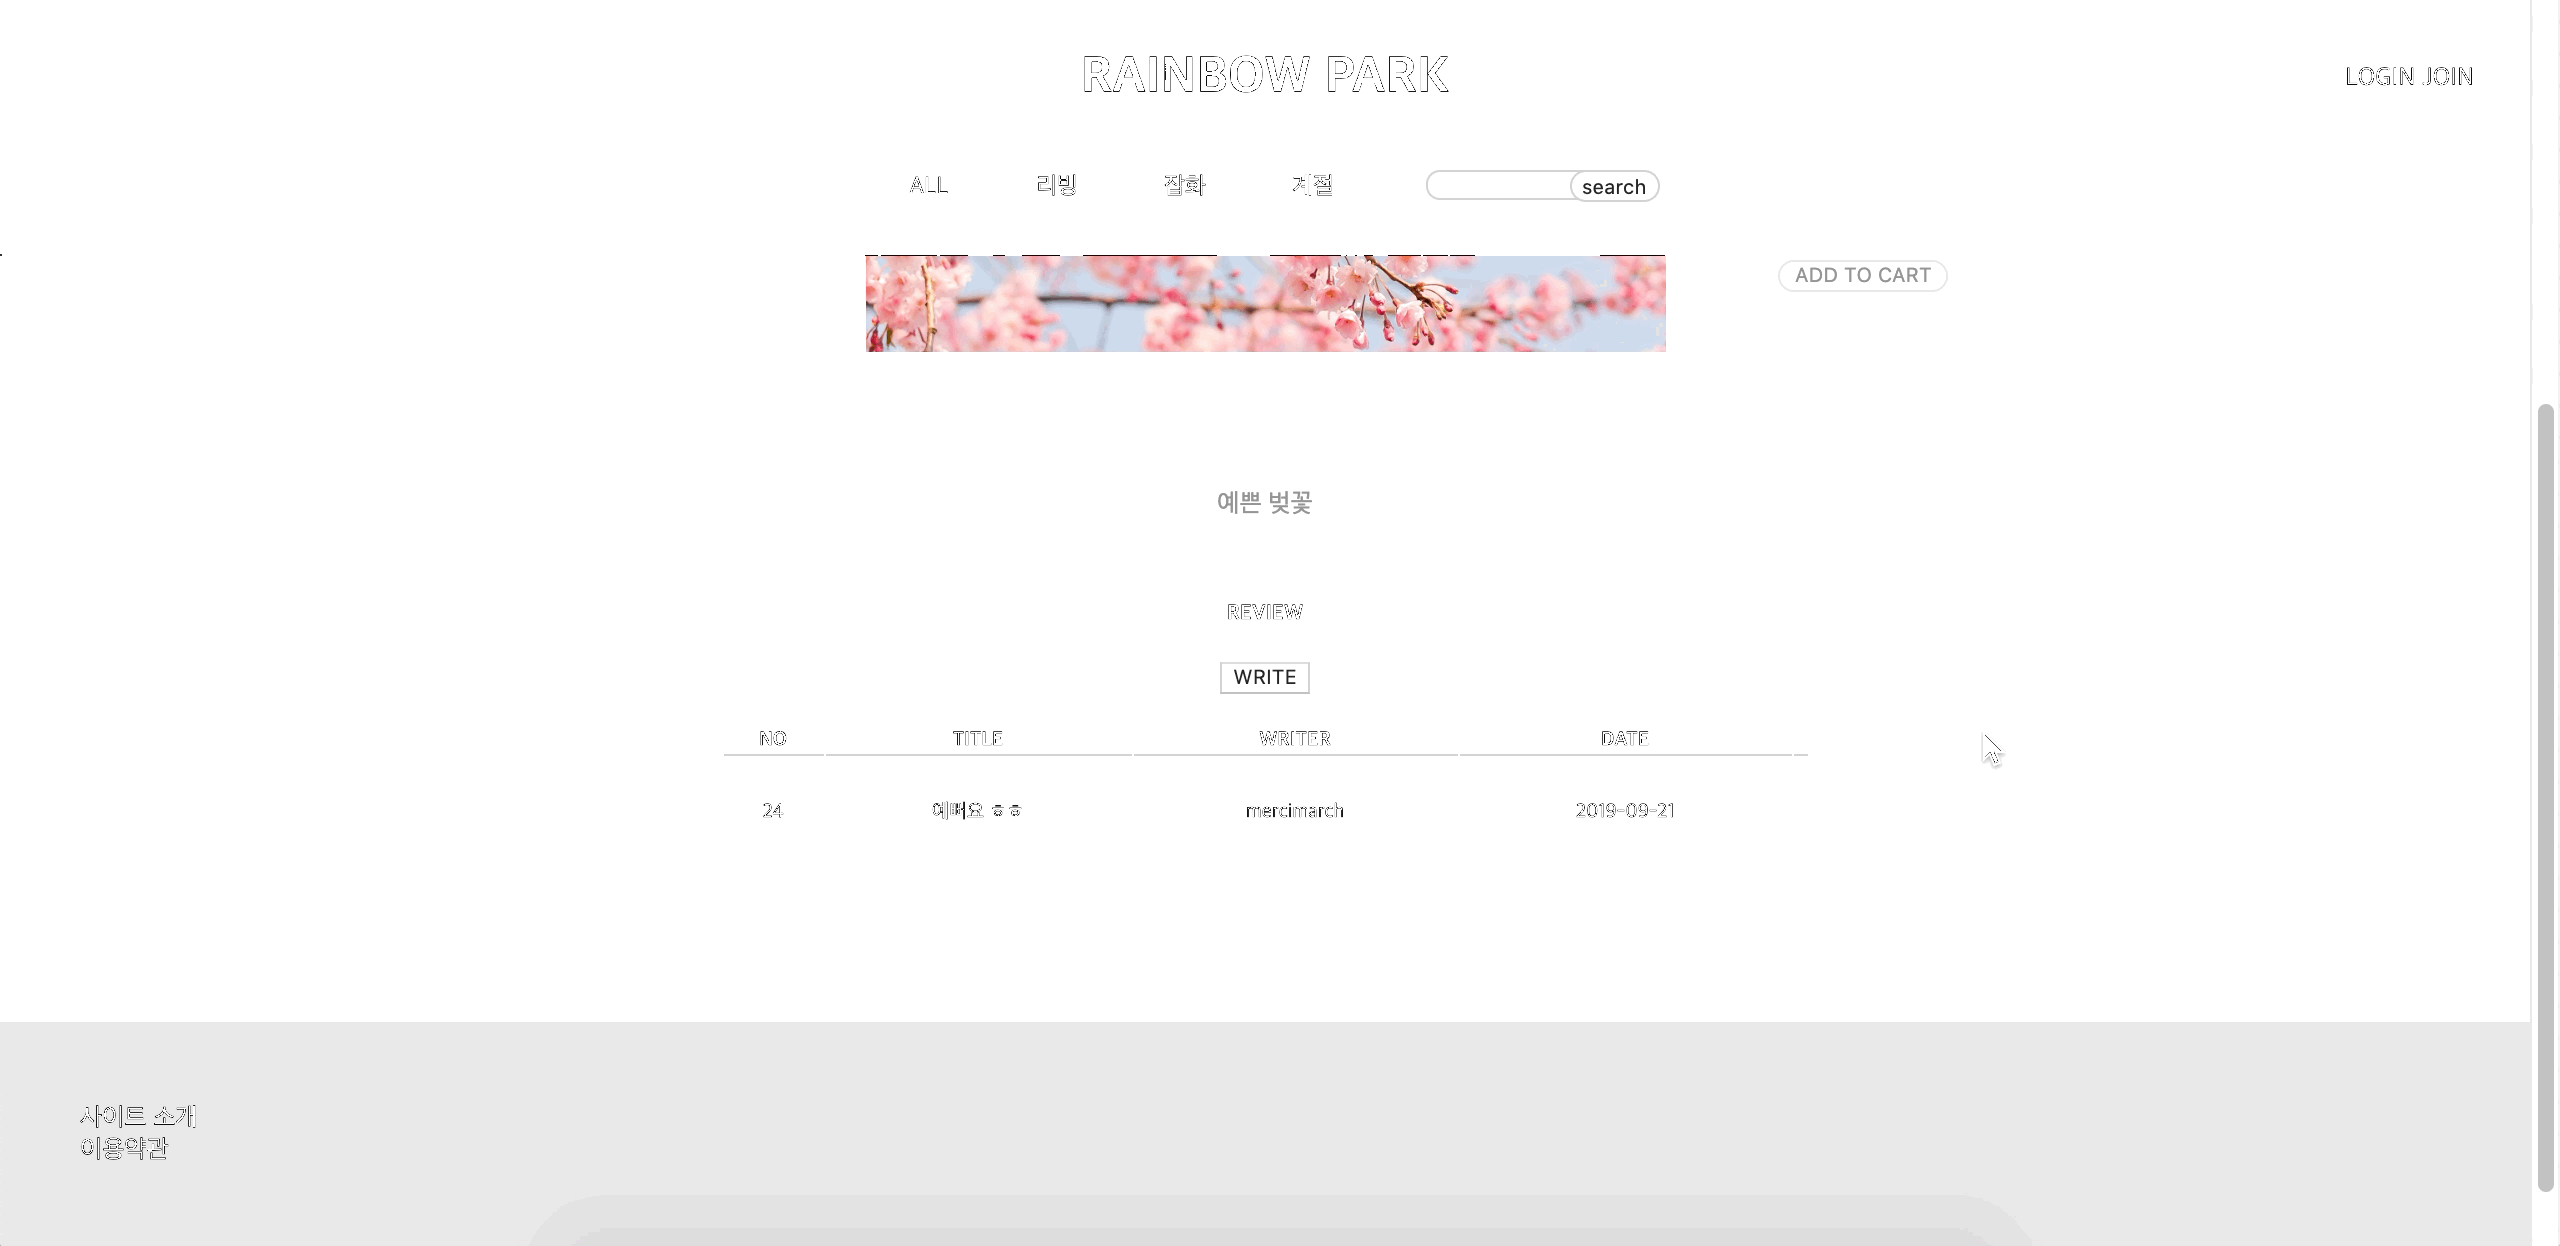 RAINBOW PARK
LOGIN JOIN
ALL 리빙 잡화 계절 search
ADD TO CART
예쁜 벚꽃
REVIEW
WRITE
NO TITLE WRITER DATE
24 예뻐요 ㅎㅎ mercimarch 2019-09-21
사이트 소개
이용약관